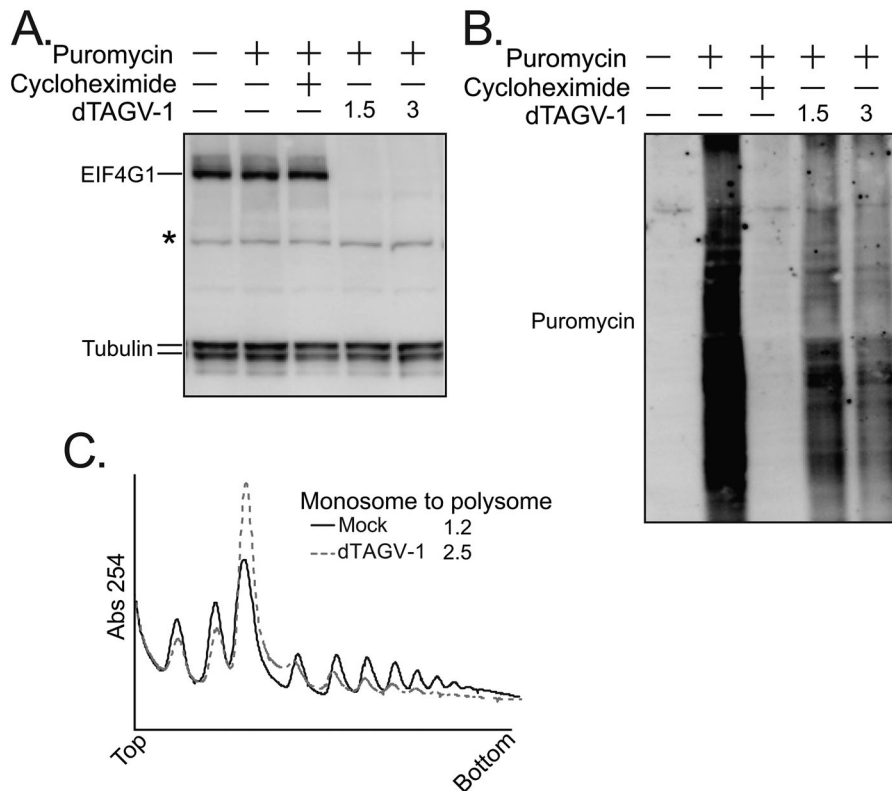 A.
Puromycin — + + + +
Cycloheximide — — + — —
dTAGV-1 — — — 1.5 3
EIF4G1
*
Tubulin
B.
Puromycin — + + + +
Cycloheximide — — + — —
dTAGV-1 — — — 1.5 3
Puromycin
C.
Monosome to polysome
Mock 1.2
dTAGV-1 2.5
Abs 254
Top
Bottom